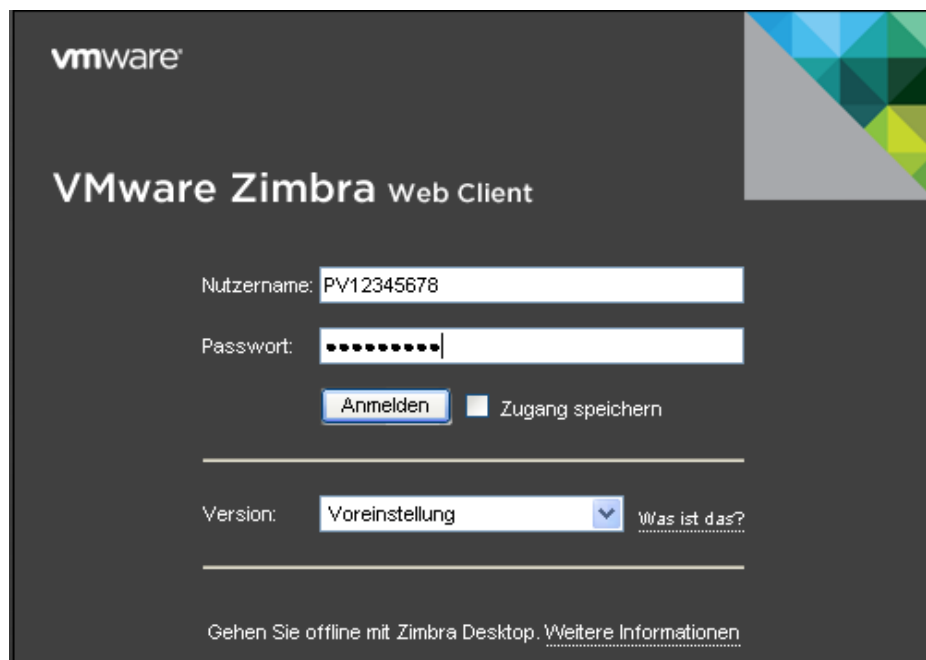 vmware
VMware Zimbra Web Client
Nutzername: PV12345678
Passwort: •••••••••
Anmelden Zugang speichern
Version: Voreinstellung Was ist das?
Gehen Sie offline mit Zimbra Desktop. Weitere Informationen